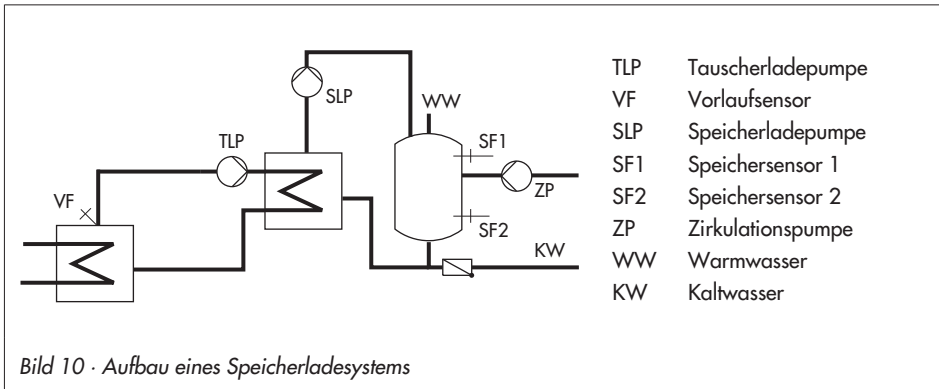 SLP
WW
TLP
SF1
ZP
VF
SF2
KW
TLP Tauscherladepumpe
VF Vorlaufsensor
SLP Speicherladepumpe
SF1 Speichersensor 1
SF2 Speichersensor 2
ZP Zirkulationspumpe
WW Warmwasser
KW Kaltwasser
Bild 10 · Aufbau eines Speicherladesystems